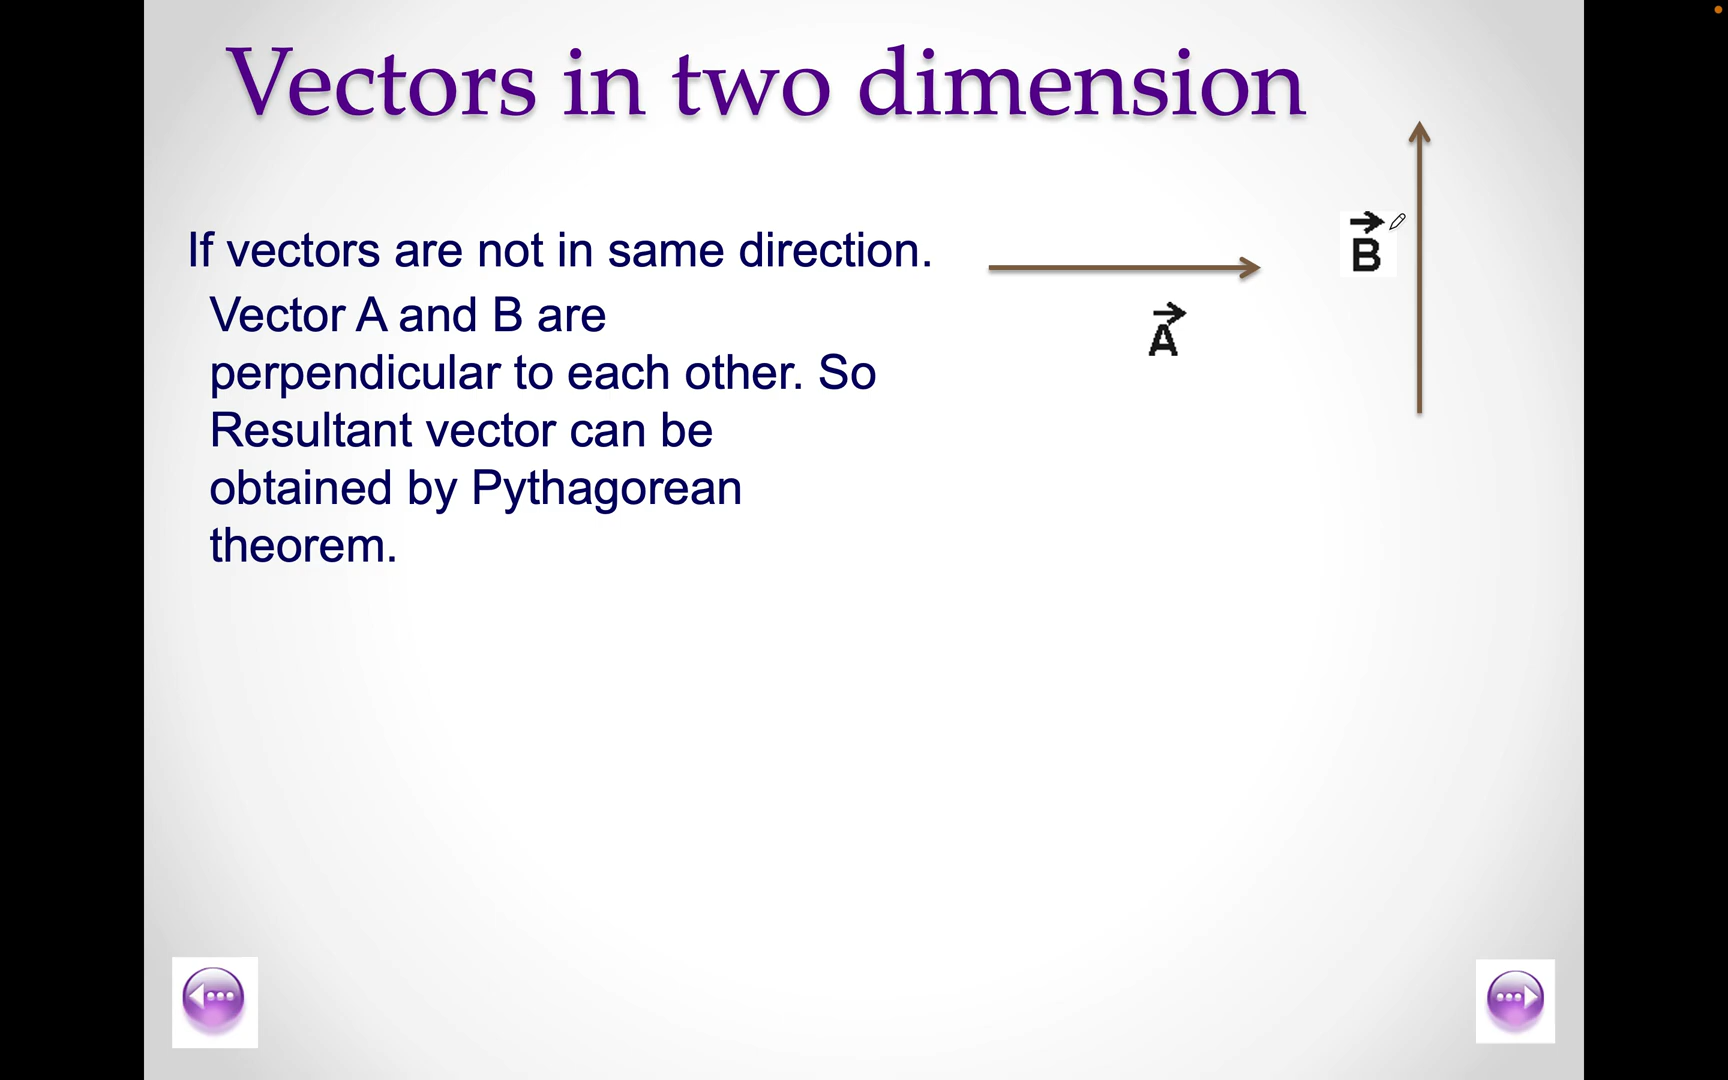 Vectors in two dimension
If vectors are not in same direction.
Vector A and B are
perpendicular to each other. So
Resultant vector can be
obtained by Pythagorean
theorem.
A
B